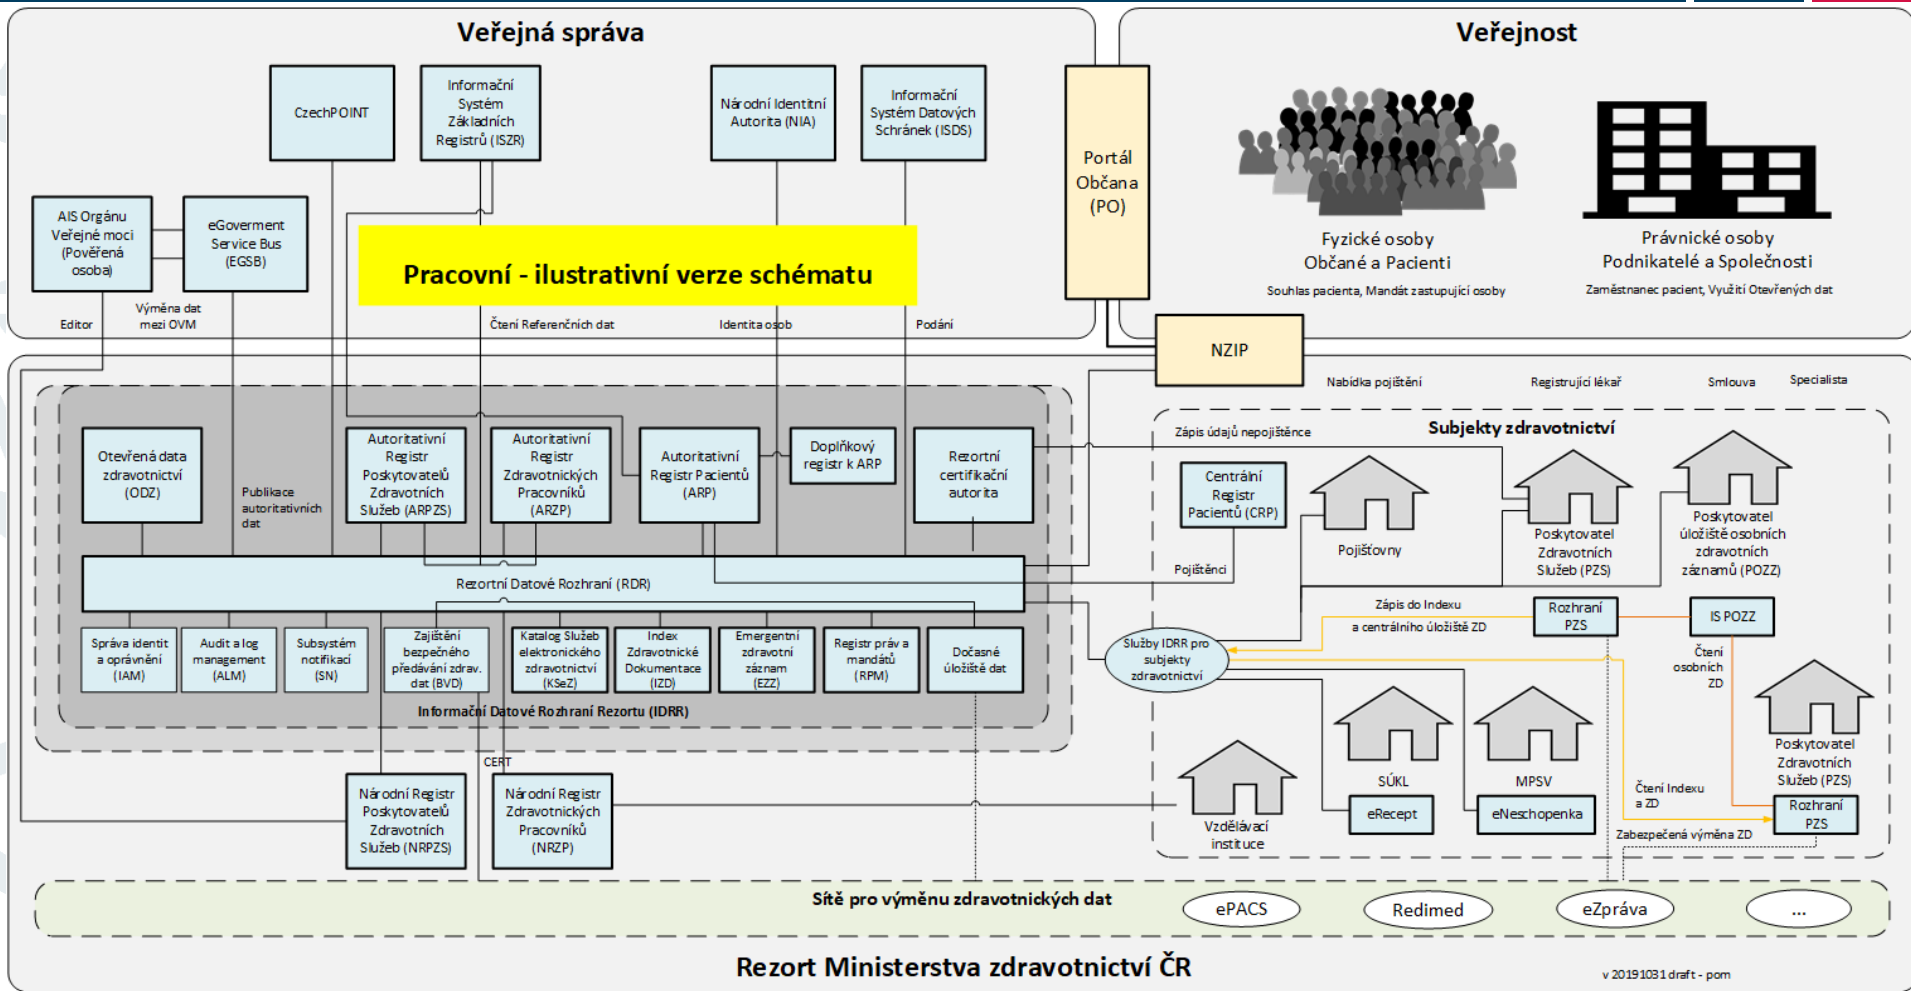 Veřejná správa
Veřejnost
CzechPOINT
Informační
Systém
Základních
Registrů (ISZR)
Národní Identitní
Autorita (NIA)
Informační
Systém Datových
Schránek (ISDS)
Portál
Občana
(PO)
AIS Orgánu
Veřejné moci
(Pověřená
osoba)
eGoverment
Service Bus
(EGSB)
Pracovní - ilustrativní verze schématu
Fyzické osoby
Občané a Pacienti
Souhlas pacienta, Mandát zastupující osoby
Právnické osoby
Podnikatelé a Společnosti
Zaměstnanec pacient, Využití Otevřených dat
Editor
Výměna dat
mezi OVM
Čtení Referenčních dat
Identita osob
Podání
NZIP
Nabídka pojištění
Registrující lékař
Smlouva
Specialista
Otevřená data
zdravotnictví
(ODZ)
Publikace
autoritativních
dat
Autoritativní
Registr
Poskytovatelů
Zdravotních
Služeb (ARPZS)
Autoritativní
Registr
Zdravotnických
Pracovníků
(ARZP)
Autoritativní
Registr Pacientů
(ARP)
Doplňkový
registr k ARP
Rezortní
certifikační
autorita
Zápis údajů nepojištěnce
Subjekty zdravotnictví
Centrální
Registr
Pacientů (CRP)
Pojišťovny
Poskytovatel
Zdravotních
Služeb (PZS)
Poskytovatel
úložiště osobních
zdravotních
záznamů (POZZ)
Pojištěnci
Rezortní Datové Rozhraní (RDR)
Správa identit
a oprávnění
(IAM)
Audit a log
management
(ALM)
Subsystém
notifikací
(SN)
Zajištění
bezpečného
předávání zdrav.
dat (BVD)
Katalog Služeb
elektronického
zdravotnictví
(KSeZ)
Index
Zdravotnické
Dokumentace
(IZD)
Emergentní
zdravotní
záznam
(EZZ)
Registr práv a
mandátů
(RPM)
Dočasné
úložiště dat
Informační Datové Rozhraní Rezortu (IDRR)
Služby IDRR pro
subjekty
zdravotnictví
Zápis do Indexu
a centrálního úložiště ZD
Rozhraní
PZS
IS POZZ
Čtení
osobních
ZD
Poskytovatel
Zdravotních
Služeb (PZS)
CERT
Národní Registr
Poskytovatelů
Zdravotních
Služeb (NRPZS)
Národní Registr
Zdravotnických
Pracovníků
(NRZP)
Vzdělávací
instituce
SÚKL
eRecept
MPSV
eNeschopenka
Čtení Indexu
a ZD
Rozhraní
PZS
Zabezpečená výměna ZD
Sítě pro výměnu zdravotnických dat
ePACS
Redimed
eZpráva
...
Rezort Ministerstva zdravotnictví ČR
v 20191031 draft - pom